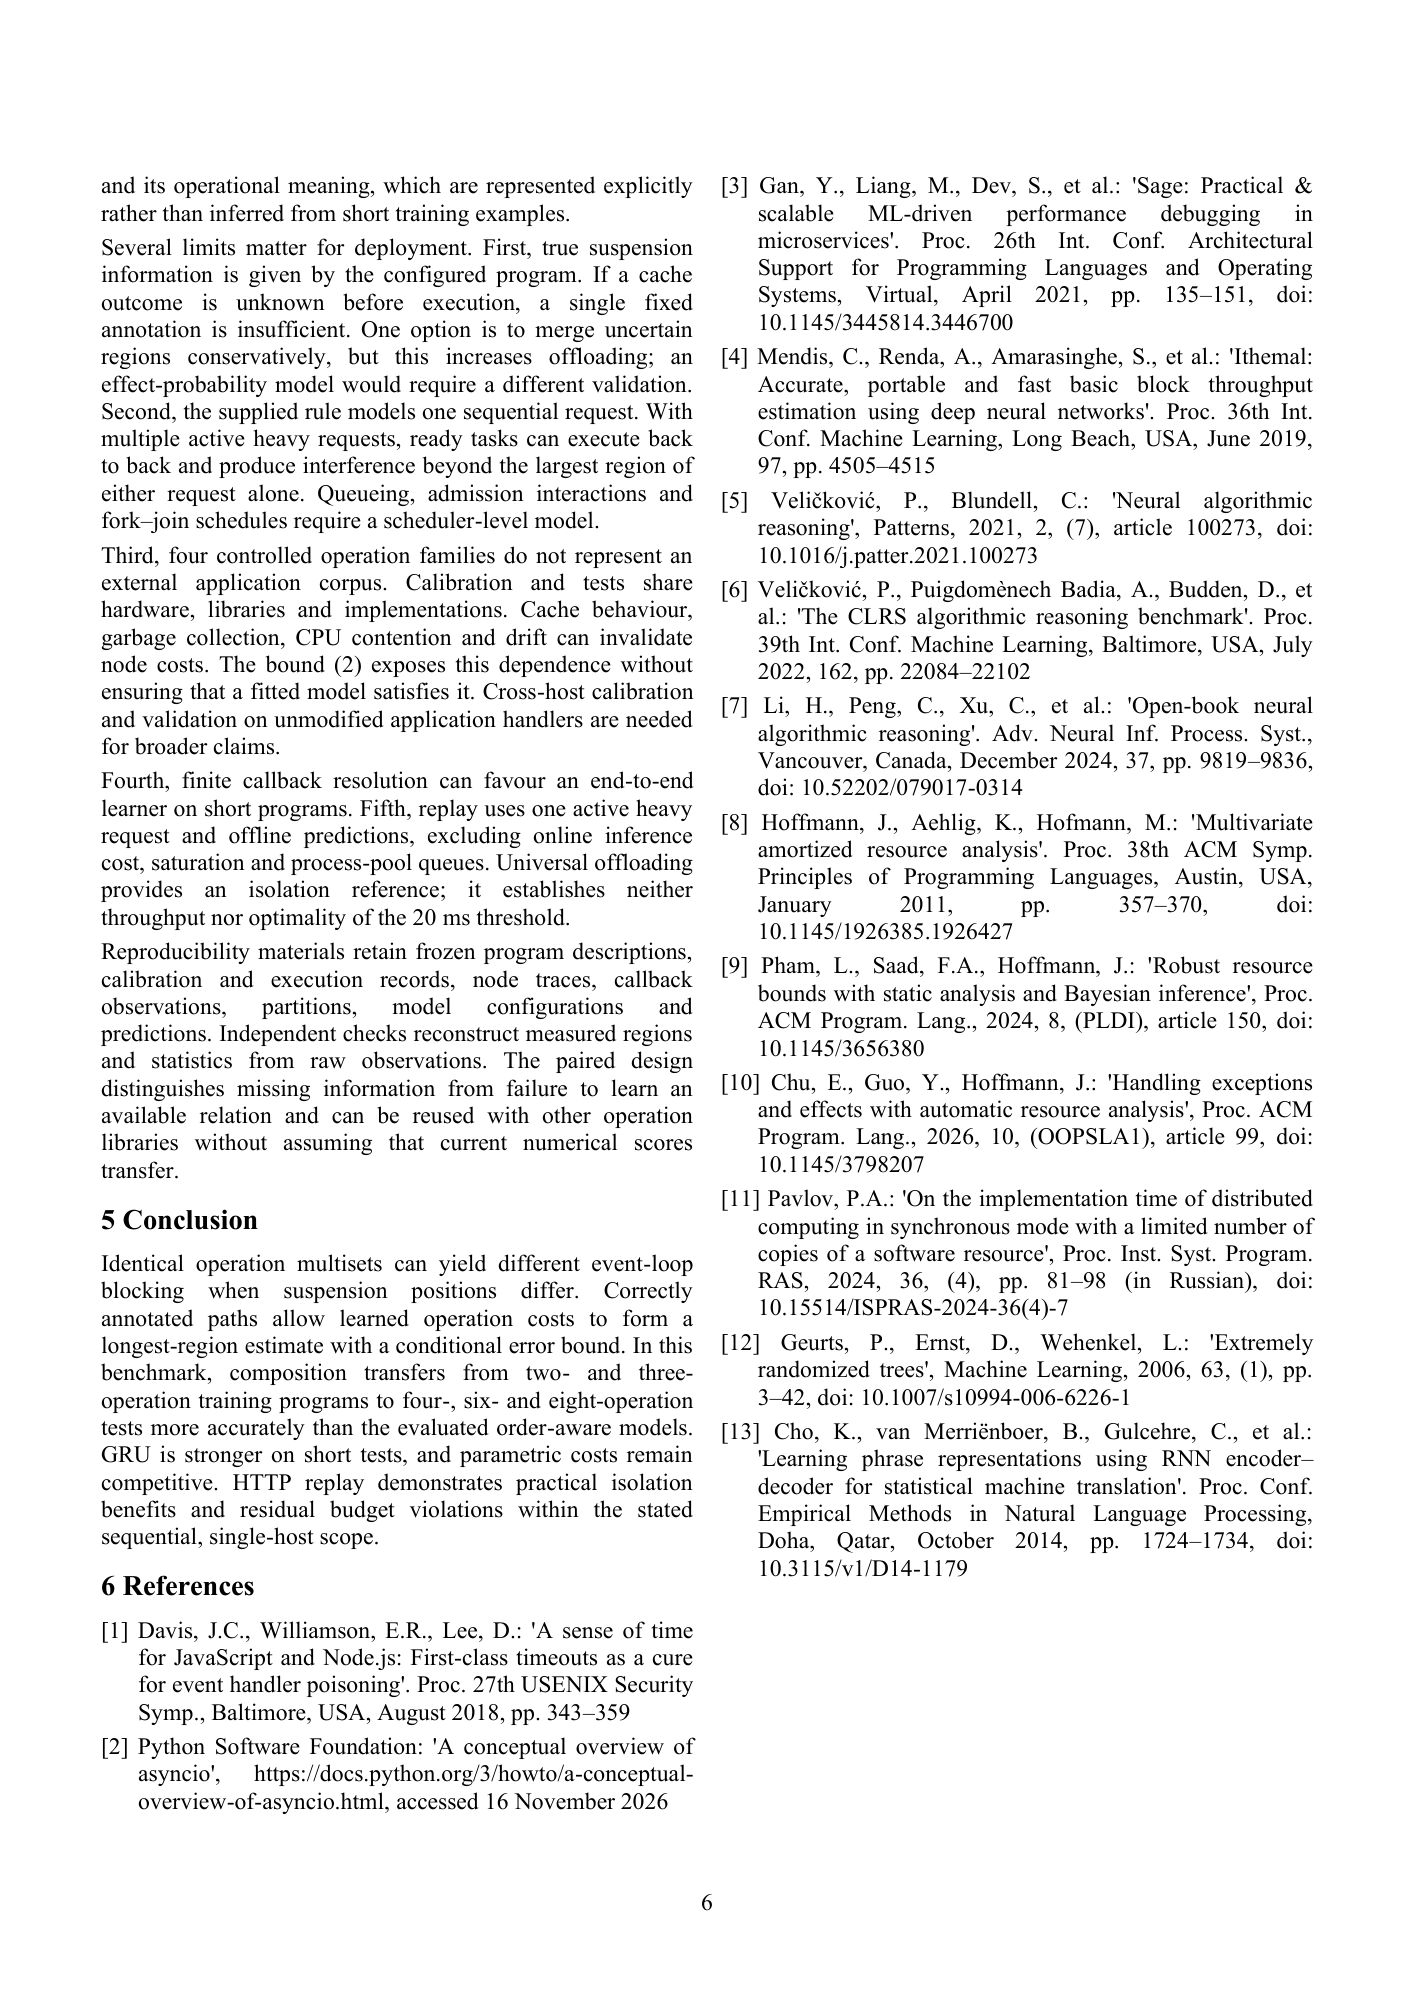 and its operational meaning, which are represented explicitly
rather than inferred from short training examples.
Several limits matter for deployment. First, true suspension
information is given by the configured program. If a cache
outcome is unknown before execution, a single fixed
annotation is insufficient. One option is to merge uncertain
regions conservatively, but this increases offloading; an
effect-probability model would require a different validation.
Second, the supplied rule models one sequential request. With
multiple active heavy requests, ready tasks can execute back
to back and produce interference beyond the largest region of
either request alone. Queueing, admission interactions and
fork–join schedules require a scheduler-level model.
Third, four controlled operation families do not represent an
external application corpus. Calibration and tests share
hardware, libraries and implementations. Cache behaviour,
garbage collection, CPU contention and drift can invalidate
node costs. The bound (2) exposes this dependence without
ensuring that a fitted model satisfies it. Cross-host calibration
and validation on unmodified application handlers are needed
for broader claims.
Fourth, finite callback resolution can favour an end-to-end
learner on short programs. Fifth, replay uses one active heavy
request and offline predictions, excluding online inference
cost, saturation and process-pool queues. Universal offloading
provides an isolation reference; it establishes neither
throughput nor optimality of the 20 ms threshold.
Reproducibility materials retain frozen program descriptions,
calibration and execution records, node traces, callback
observations, partitions, model configurations and
predictions. Independent checks reconstruct measured regions
and statistics from raw observations. The paired design
distinguishes missing information from failure to learn an
available relation and can be reused with other operation
libraries without assuming that current numerical scores
transfer.
5 Conclusion
Identical operation multisets can yield different event-loop
blocking when suspension positions differ. Correctly
annotated paths allow learned operation costs to form a
longest-region estimate with a conditional error bound. In this
benchmark, composition transfers from two- and three-
operation training programs to four-, six- and eight-operation
tests more accurately than the evaluated order-aware models.
GRU is stronger on short tests, and parametric costs remain
competitive. HTTP replay demonstrates practical isolation
benefits and residual budget violations within the stated
sequential, single-host scope.
6 References
[1] Davis, J.C., Williamson, E.R., Lee, D.: 'A sense of time
for JavaScript and Node.js: First-class timeouts as a cure
for event handler poisoning'. Proc. 27th USENIX Security
Symp., Baltimore, USA, August 2018, pp. 343–359
[2] Python Software Foundation: 'A conceptual overview of
asyncio', https://docs.python.org/3/howto/a-conceptual-
overview-of-asyncio.html, accessed 16 November 2026
[3] Gan, Y., Liang, M., Dev, S., et al.: 'Sage: Practical &
scalable ML-driven performance debugging in
microservices'. Proc. 26th Int. Conf. Architectural
Support for Programming Languages and Operating
Systems, Virtual, April 2021, pp. 135–151, doi:
10.1145/3445814.3446700
[4] Mendis, C., Renda, A., Amarasinghe, S., et al.: 'Ithemal:
Accurate, portable and fast basic block throughput
estimation using deep neural networks'. Proc. 36th Int.
Conf. Machine Learning, Long Beach, USA, June 2019,
97, pp. 4505–4515
[5] Veličković, P., Blundell, C.: 'Neural algorithmic
reasoning', Patterns, 2021, 2, (7), article 100273, doi:
10.1016/j.patter.2021.100273
[6] Veličković, P., Puigdomènech Badia, A., Budden, D., et
al.: 'The CLRS algorithmic reasoning benchmark'. Proc.
39th Int. Conf. Machine Learning, Baltimore, USA, July
2022, 162, pp. 22084–22102
[7] Li, H., Peng, C., Xu, C., et al.: 'Open-book neural
algorithmic reasoning'. Adv. Neural Inf. Process. Syst.,
Vancouver, Canada, December 2024, 37, pp. 9819–9836,
doi: 10.52202/079017-0314
[8] Hoffmann, J., Aehlig, K., Hofmann, M.: 'Multivariate
amortized resource analysis'. Proc. 38th ACM Symp.
Principles of Programming Languages, Austin, USA,
January 2011, pp. 357–370, doi:
10.1145/1926385.1926427
[9] Pham, L., Saad, F.A., Hoffmann, J.: 'Robust resource
bounds with static analysis and Bayesian inference', Proc.
ACM Program. Lang., 2024, 8, (PLDI), article 150, doi:
10.1145/3656380
[10] Chu, E., Guo, Y., Hoffmann, J.: 'Handling exceptions
and effects with automatic resource analysis', Proc. ACM
Program. Lang., 2026, 10, (OOPSLA1), article 99, doi:
10.1145/3798207
[11] Pavlov, P.A.: 'On the implementation time of distributed
computing in synchronous mode with a limited number of
copies of a software resource', Proc. Inst. Syst. Program.
RAS, 2024, 36, (4), pp. 81–98 (in Russian), doi:
10.15514/ISPRAS-2024-36(4)-7
[12] Geurts, P., Ernst, D., Wehenkel, L.: 'Extremely
randomized trees', Machine Learning, 2006, 63, (1), pp.
3–42, doi: 10.1007/s10994-006-6226-1
[13] Cho, K., van Merriënboer, B., Gulcehre, C., et al.:
'Learning phrase representations using RNN encoder–
decoder for statistical machine translation'. Proc. Conf.
Empirical Methods in Natural Language Processing,
Doha, Qatar, October 2014, pp. 1724–1734, doi:
10.3115/v1/D14-1179
6